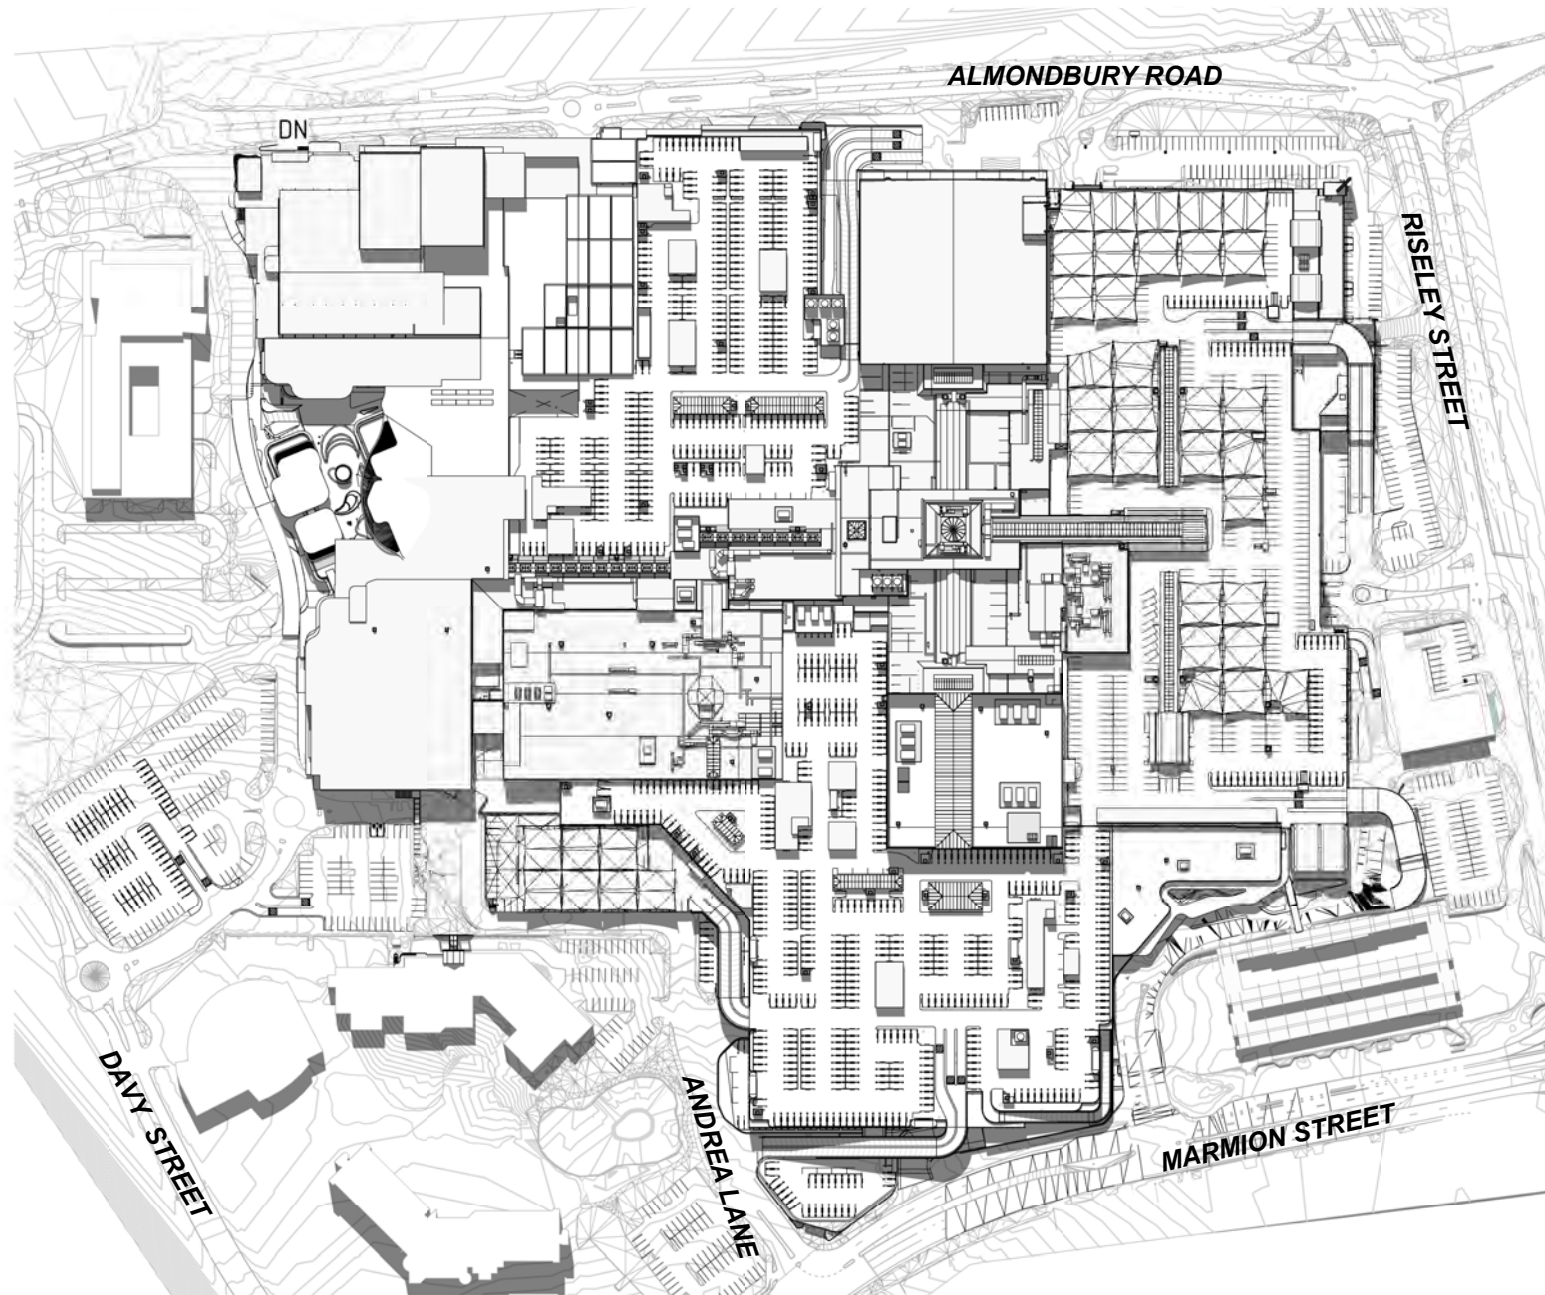 ALMONDBURY ROAD
DN
RISELEY STREET
DAVY STREET
ANDREA LANE
MARMION STREET